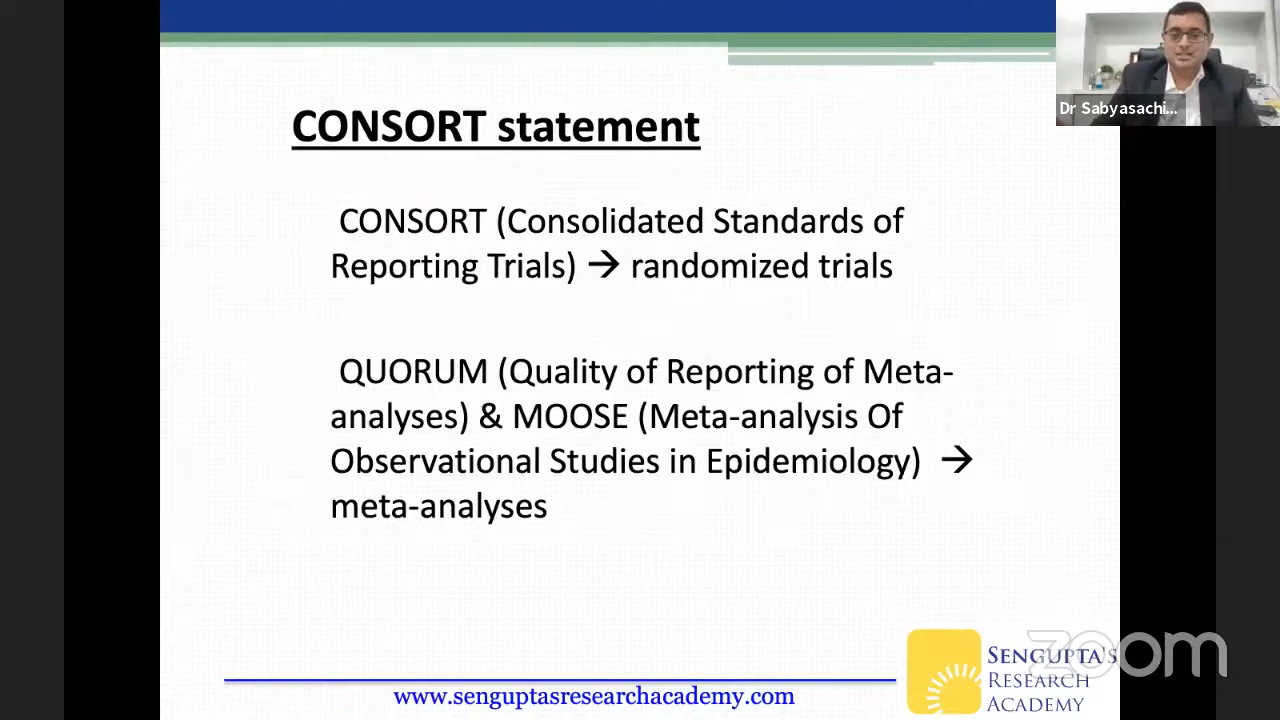 Dr Sabyasachi...
CONSORT statement
CONSORT (Consolidated Standards of
Reporting Trials) → randomized trials
QUORUM (Quality of Reporting of Meta-
analyses) & MOOSE (Meta-analysis Of
Observational Studies in Epidemiology) →
meta-analyses
www.senguptasresearchacademy.com
SENGUPTA'S
RESEARCH
ACADEMY
zoom